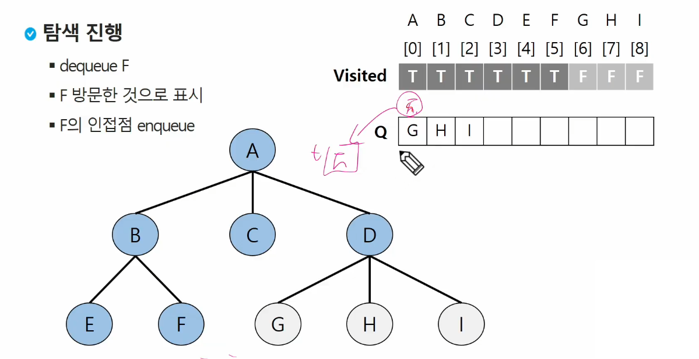 탐색 진행
dequeue F
F 방문한 것으로 표시
F의 인접점 enqueue
A B C D E F G H I
[0] [1] [2] [3] [4] [5] [6] [7] [8]
Visited T T T T T T F F F
Q G H I
A
B C D
E F G H I